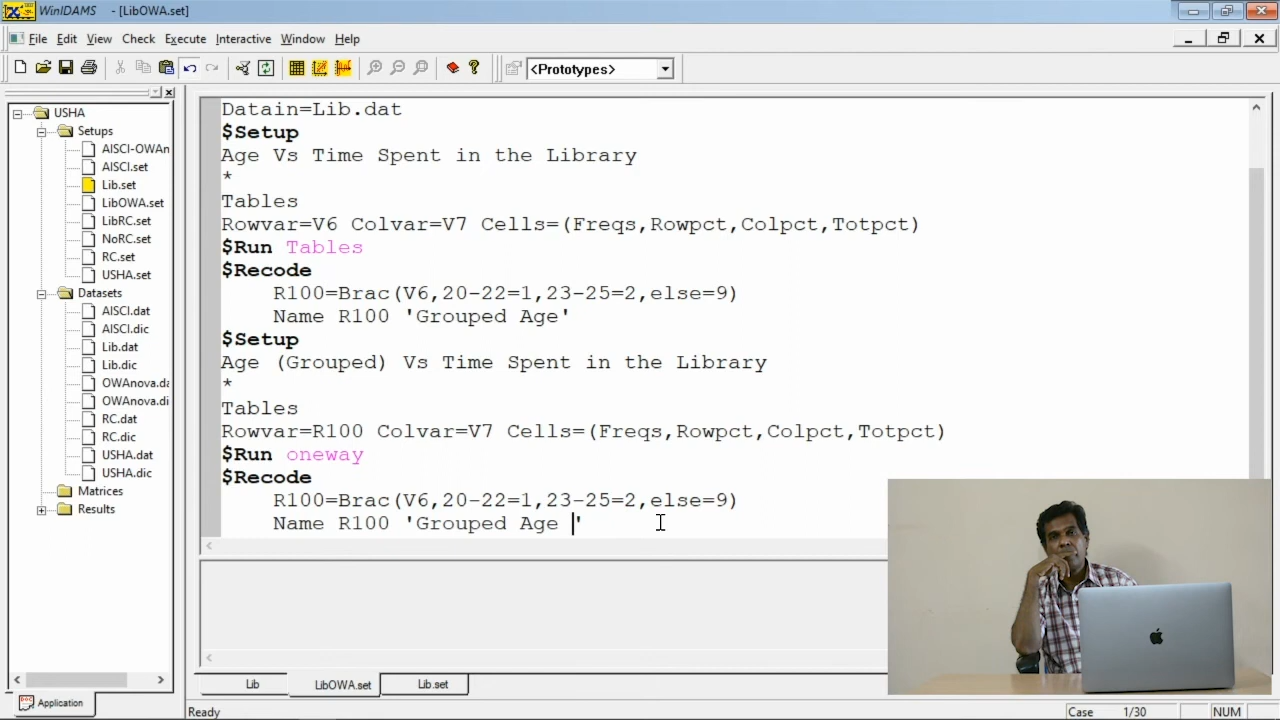 WinIDAMS - [LibOWA.set]
File Edit View Check Execute Interactive Window Help
<Prototypes>
USHA
Setups
AISCI-OWAn
AISCI.set
Lib.set
LibOWA.set
LibRC.set
NoRC.set
RC.set
USHA.set
Datasets
AISCI.dat
AISCI.dic
Lib.dat
Lib.dic
OWAnova.da
OWAnova.di
RC.dat
RC.dic
USHA.dat
USHA.dic
Matrices
Results
Application
Datain=Lib.dat
$Setup
Age Vs Time Spent in the Library
*
Tables
Rowvar=V6 Colvar=V7 Cells=(Freqs,Rowpct,Colpct,Totpct)
$Run Tables
$Recode
R100=Brac(V6,20-22=1,23-25=2,else=9)
Name R100 'Grouped Age'
$Setup
Age (Grouped) Vs Time Spent in the Library
*
Tables
Rowvar=R100 Colvar=V7 Cells=(Freqs,Rowpct,Colpct,Totpct)
$Run oneway
$Recode
R100=Brac(V6,20-22=1,23-25=2,else=9)
Name R100 'Grouped Age '
Lib LibOWA.set Lib.set
Ready Case 1/30 NUM